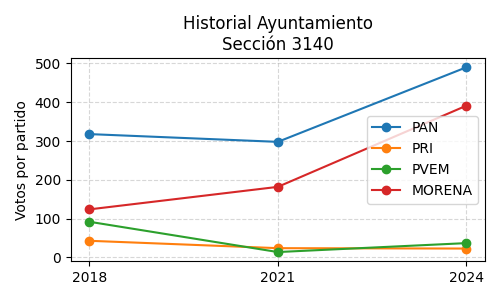 Historial Ayuntamiento
Sección 3140
Votos por partido
500
400
300
200
100
0
2018
2021
2024
PAN
PRI
PVEM
MORENA